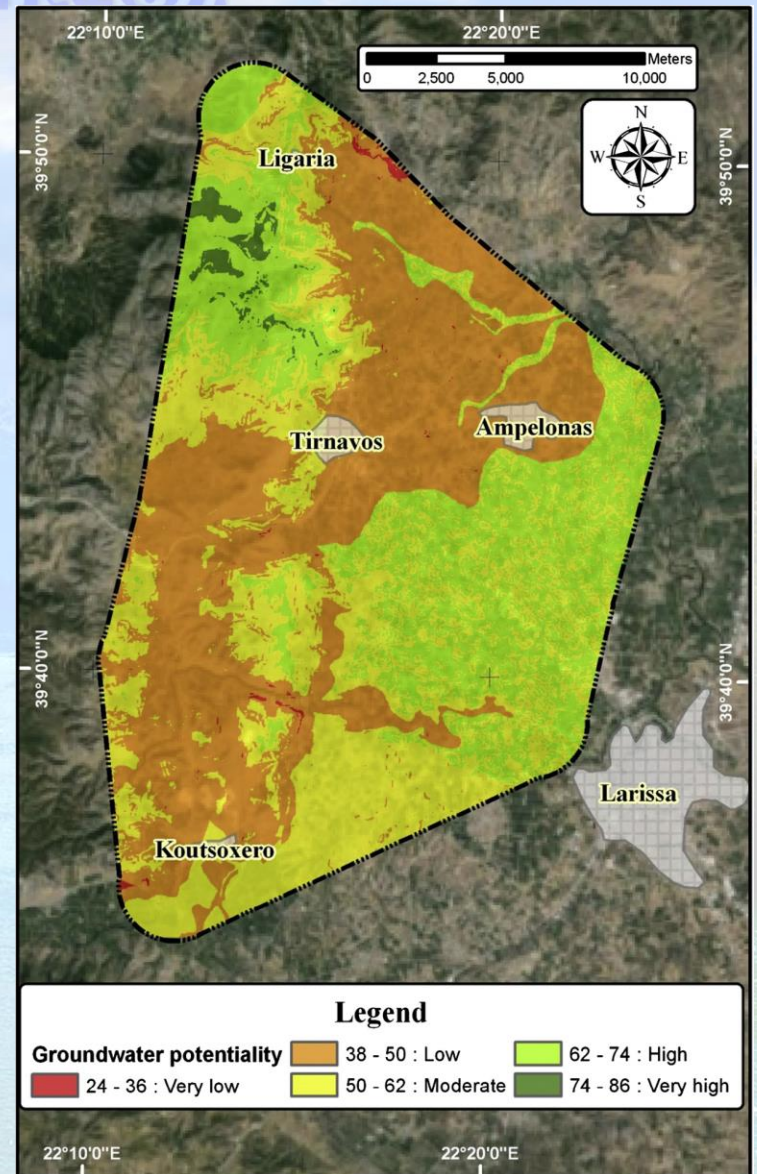 22°10'0"E 22°20'0"E
Meters
0 2,500 5,000 10,000
N
W E
S
39°50'0"N 39°50'0"N
Ligaria
Tirnavos
Ampelonas
39°40'0"N 39°40'0"N
Larissa
Koutsoxero
Legend
Groundwater potentiality
24 - 36 : Very low
38 - 50 : Low
50 - 62 : Moderate
62 - 74 : High
74 - 86 : Very high
22°10'0"E 22°20'0"E